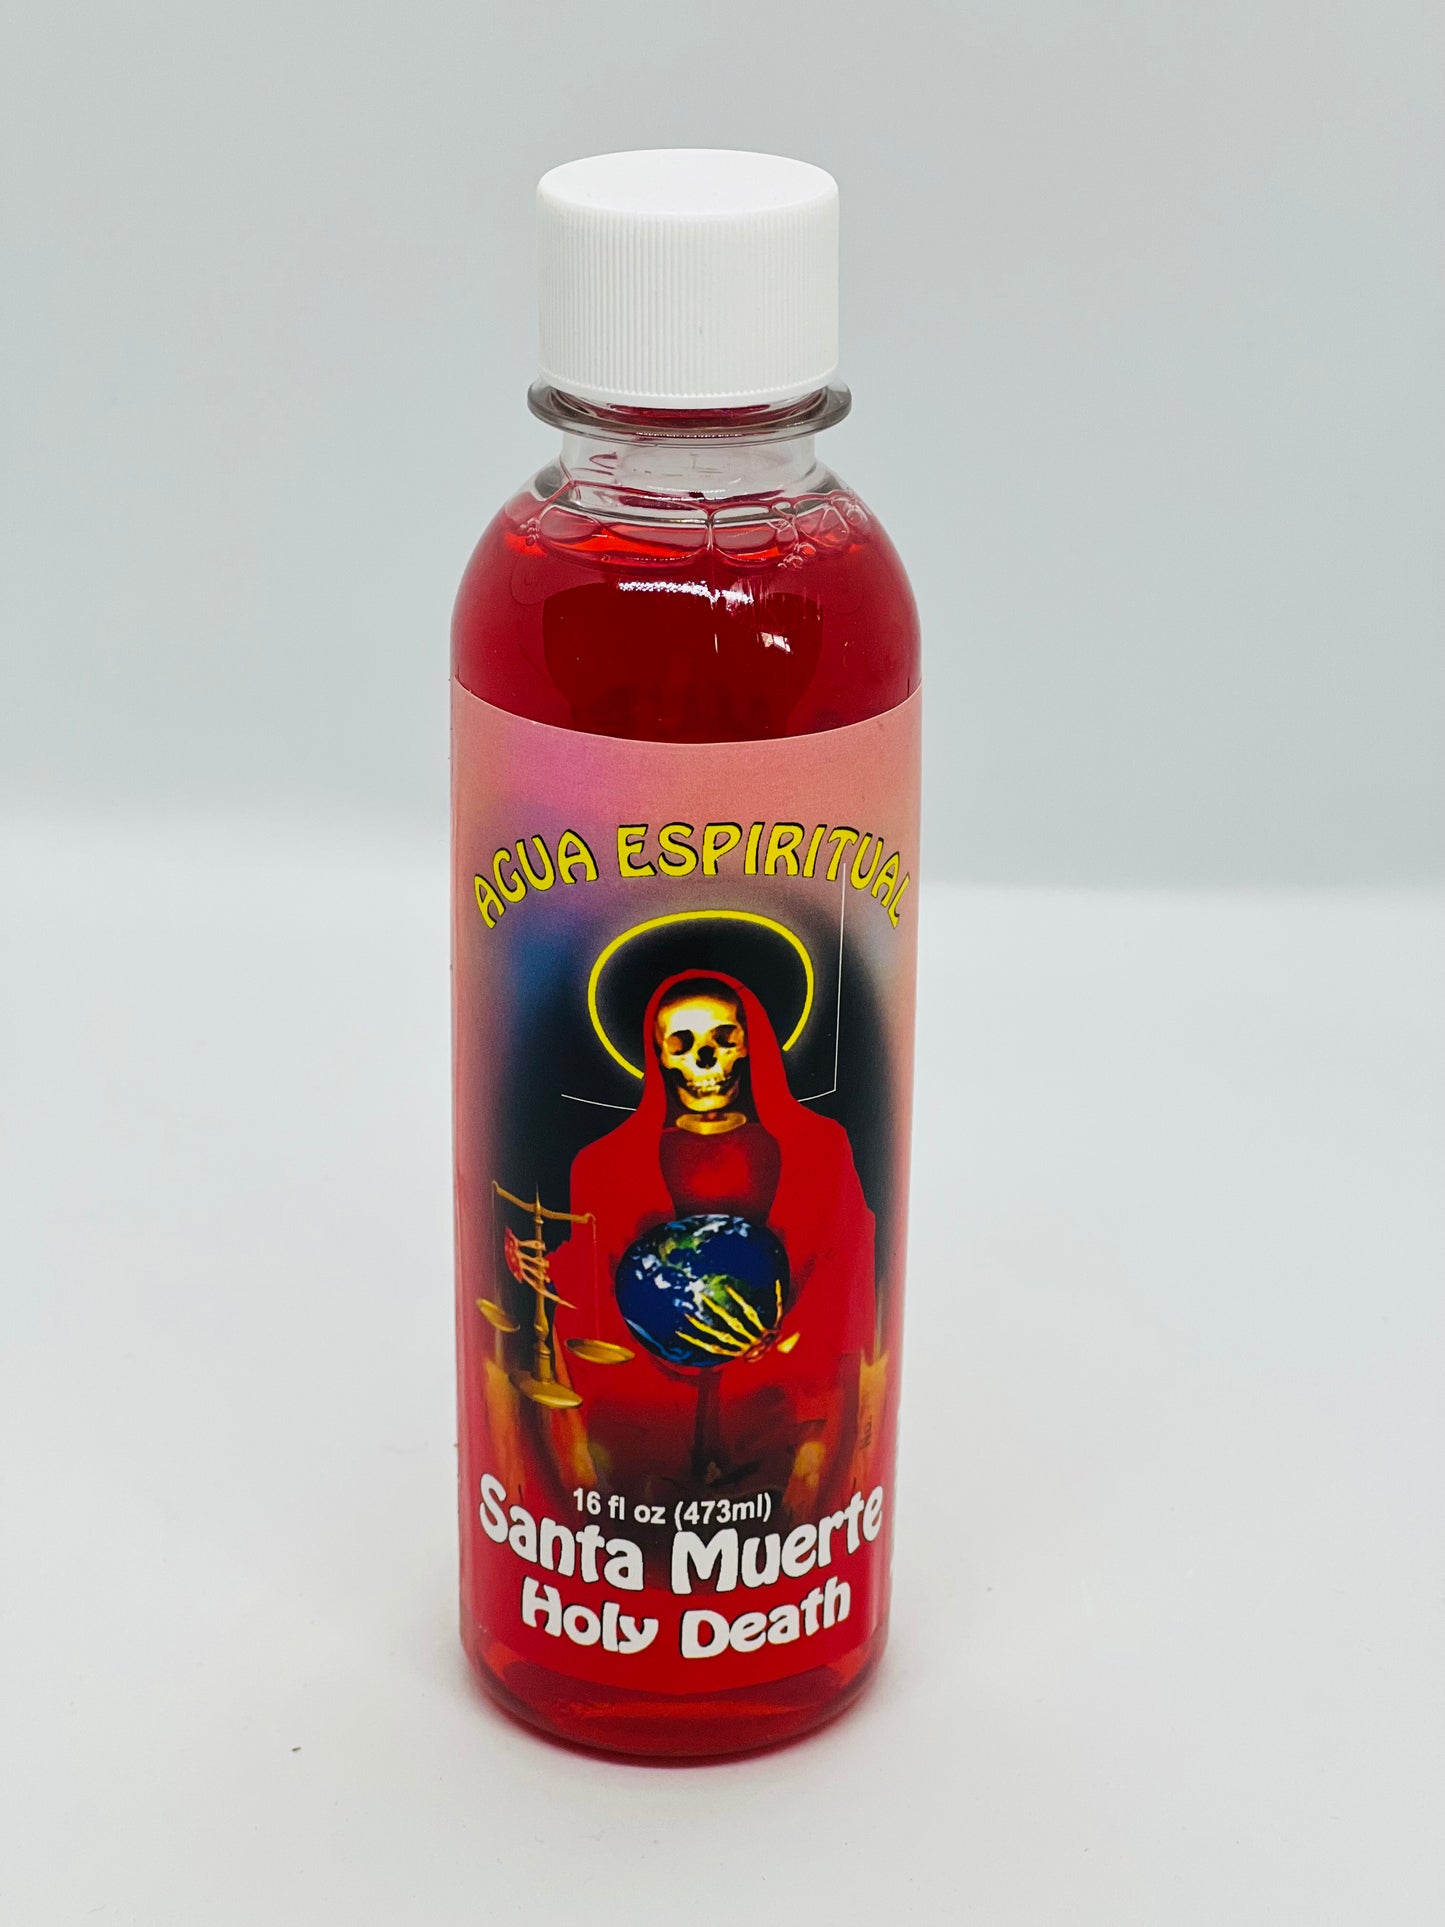 AGUA ESPIRITUAL
16 fl oz (473ml)
Santa Muerte
Holy Death